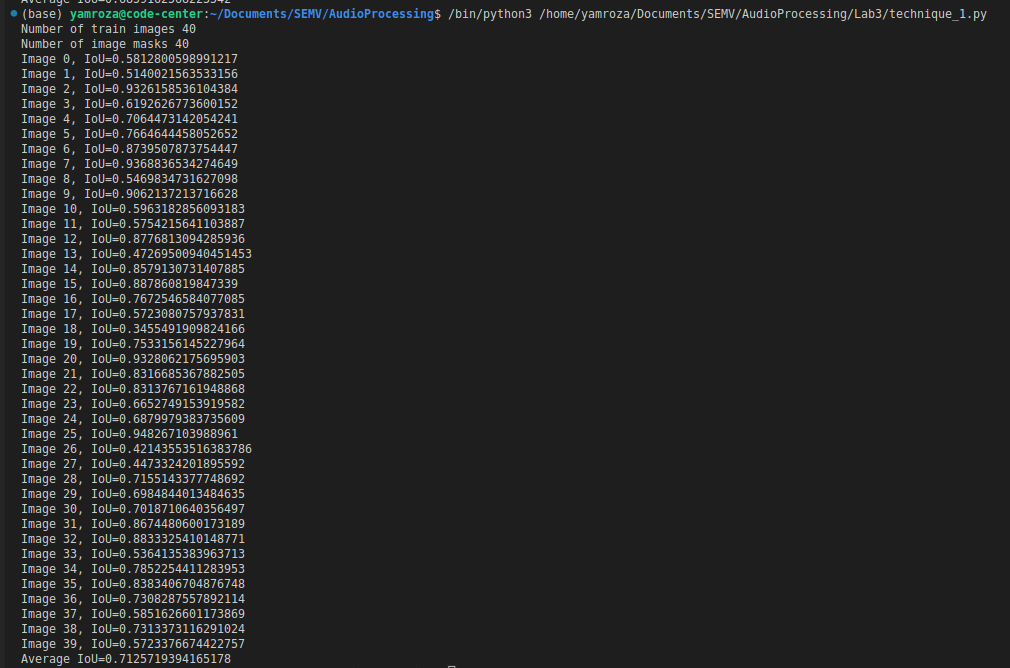 (base) yamroza@code-center:~/Documents/SEMV/AudioProcessing$ /bin/python3 /home/yamroza/Documents/SEMV/AudioProcessing/Lab3/technique_1.py
Number of train images 40
Number of image masks 40
Image 0, IoU=0.5812800598991217
Image 1, IoU=0.5140021563533156
Image 2, IoU=0.9326158536104384
Image 3, IoU=0.6192626773600152
Image 4, IoU=0.7064473142054241
Image 5, IoU=0.7664644458052652
Image 6, IoU=0.8739507873754447
Image 7, IoU=0.9368836534274649
Image 8, IoU=0.5469834731627098
Image 9, IoU=0.9062137213716628
Image 10, IoU=0.5963182856093183
Image 11, IoU=0.5754215641103887
Image 12, IoU=0.8776813094285936
Image 13, IoU=0.47269500940451453
Image 14, IoU=0.8579130731407885
Image 15, IoU=0.887860819847339
Image 16, IoU=0.7672546584077085
Image 17, IoU=0.5723080757937831
Image 18, IoU=0.3455491909824166
Image 19, IoU=0.7533156145227964
Image 20, IoU=0.9328062175695903
Image 21, IoU=0.8316685367882505
Image 22, IoU=0.8313767161948868
Image 23, IoU=0.6652749153919582
Image 24, IoU=0.6879979383735609
Image 25, IoU=0.948267103988961
Image 26, IoU=0.42143553516383786
Image 27, IoU=0.4473324201895592
Image 28, IoU=0.7155143377748692
Image 29, IoU=0.6984844013484635
Image 30, IoU=0.7018710640356497
Image 31, IoU=0.8674480600173189
Image 32, IoU=0.8833325410148771
Image 33, IoU=0.5364135383963713
Image 34, IoU=0.7852254411283953
Image 35, IoU=0.8383406704876748
Image 36, IoU=0.7308287557892114
Image 37, IoU=0.5851626601173869
Image 38, IoU=0.7313373116291024
Image 39, IoU=0.5723376674422757
Average IoU=0.7125719394165178